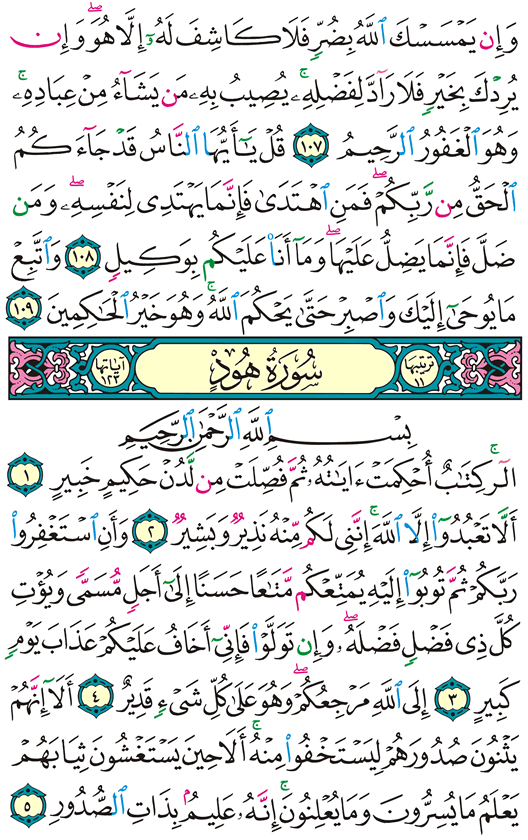 وَإِن يَمْسَسْكَ ٱللَّهُ بِضُرٍّ فَلَا كَاشِفَ لَهُۥٓ إِلَّا هُوَ ۖ وَإِن
يُرِدْكَ بِخَيْرٍ فَلَا رَآدَّ لِفَضْلِهِۦ ۚ يُصِيبُ بِهِۦ مَن يَشَآءُ مِنْ عِبَادِهِۦ ۚ
وَهُوَ ٱلْغَفُورُ ٱلرَّحِيمُ ١٠٧ قُلْ يَـٰٓأَيُّهَا ٱلنَّاسُ قَدْ جَآءَكُمُ
ٱلْحَقُّ مِن رَّبِّكُمْ ۖ فَمَنِ ٱهْتَدَىٰ فَإِنَّمَا يَهْتَدِى لِنَفْسِهِۦ ۖ وَمَن
ضَلَّ فَإِنَّمَا يَضِلُّ عَلَيْهَا ۖ وَمَآ أَنَا۠ عَلَيْكُم بِوَكِيلٍ ١٠٨ وَٱتَّبِعْ
مَا يُوحَىٰٓ إِلَيْكَ وَٱصْبِرْ حَتَّىٰ يَحْكُمَ ٱللَّهُ ۚ وَهُوَ خَيْرُ ٱلْحَـٰكِمِينَ ١٠٩
ترتيبها ١١ سُورَةُ هُودٍ آياتها ١٢٣
بِسْمِ ٱللَّهِ ٱلرَّحْمَـٰنِ ٱلرَّحِيمِ
الٓر ۚ كِتَـٰبٌ أُحْكِمَتْ ءَايَـٰتُهُۥ ثُمَّ فُصِّلَتْ مِن لَّدُنْ حَكِيمٍ خَبِيرٍ ١
أَلَّا تَعْبُدُوٓا۟ إِلَّا ٱللَّهَ ۚ إِنَّنِى لَكُم مِّنْهُ نَذِيرٌ وَبَشِيرٌ ٢ وَأَنِ ٱسْتَغْفِرُوا۟
رَبَّكُمْ ثُمَّ تُوبُوٓا۟ إِلَيْهِ يُمَتِّعْكُم مَّتَـٰعًا حَسَنًا إِلَىٰٓ أَجَلٍ مُّسَمًّى وَيُؤْتِ
كُلَّ ذِى فَضْلٍ فَضْلَهُۥ ۖ وَإِن تَوَلَّوْا۟ فَإِنِّىٓ أَخَافُ عَلَيْكُمْ عَذَابَ يَوْمٍ
كَبِيرٍ ٣ إِلَى ٱللَّهِ مَرْجِعُكُمْ ۖ وَهُوَ عَلَىٰ كُلِّ شَىْءٍ قَدِيرٌ ٤ أَلَآ إِنَّهُمْ
يَثْنُونَ صُدُورَهُمْ لِيَسْتَخْفُوا۟ مِنْهُ ۚ أَلَا حِينَ يَسْتَغْشُونَ ثِيَابَهُمْ
يَعْلَمُ مَا يُسِرُّونَ وَمَا يُعْلِنُونَ ۚ إِنَّهُۥ عَلِيمٌۢ بِذَاتِ ٱلصُّدُورِ ٥